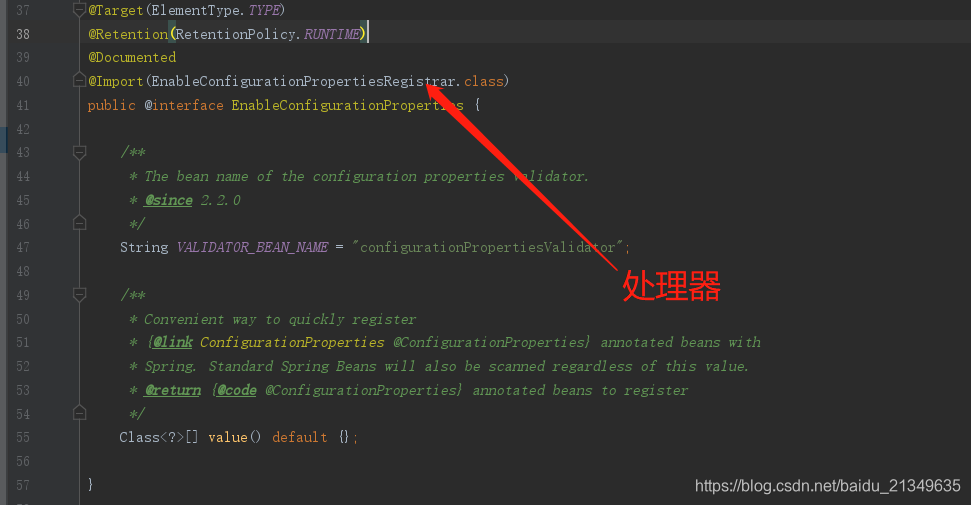 37 @Target(ElementType.TYPE)
38 @Retention(RetentionPolicy.RUNTIME)
39 @Documented
40 @Import(EnableConfigurationPropertiesRegistrar.class)
41 public @interface EnableConfigurationProperties {
42
43 /**
44 * The bean name of the configuration properties validator.
45 * @since 2.2.0
46 */
47 String VALIDATOR_BEAN_NAME = "configurationPropertiesValidator";
48
处理器
49 /**
50 * Convenient way to quickly register
51 * {@link ConfigurationProperties @ConfigurationProperties} annotated beans with
52 * Spring. Standard Spring Beans will also be scanned regardless of this value.
53 * @return {@code @ConfigurationProperties} annotated beans to register
54 */
55 Class<?>[] value() default {};
56
57 }
https://blog.csdn.net/baidu_21349635